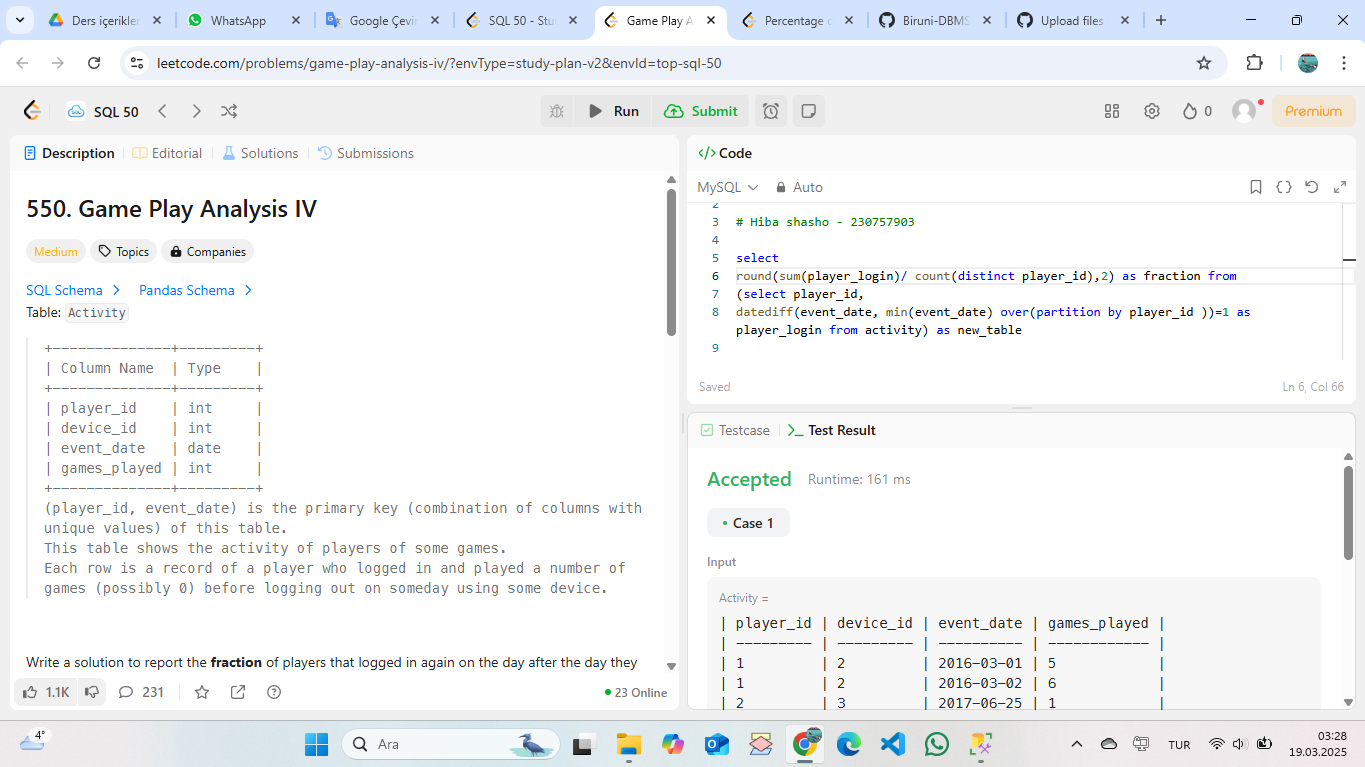 Ders içerikler
WhatsApp
Google Çevir
SQL 50 - Stu
Game Play A
Percentage o
Biruni-DBMS
Upload files
leetcode.com/problems/game-play-analysis-iv/?envType=study-plan-v2&envId=top-sql-50
SQL 50
Run
Submit
0
Premium
Description
Editorial
Solutions
Submissions
550. Game Play Analysis IV
Medium
Topics
Companies
SQL Schema
Pandas Schema
Table: Activity
+--------------+---------+
| Column Name  | Type    |
+--------------+---------+
| player_id    | int     |
| device_id    | int     |
| event_date   | date    |
| games_played | int     |
+--------------+---------+
(player_id, event_date) is the primary key (combination of columns with
unique values) of this table.
This table shows the activity of players of some games.
Each row is a record of a player who logged in and played a number of
games (possibly 0) before logging out on someday using some device.
Write a solution to report the fraction of players that logged in again on the day after the day they
1.1K
231
23 Online
</> Code
MySQL
Auto
2
3 # Hiba shasho - 230757903
4
5 select
6 round(sum(player_login)/ count(distinct player_id),2) as fraction from
7 (select player_id,
8 datediff(event_date, min(event_date) over(partition by player_id ))=1 as
player_login from activity) as new_table
9
Saved
Ln 6, Col 66
Testcase
Test Result
Accepted
Runtime: 161 ms
Case 1
Input
Activity =
| player_id | device_id | event_date | games_played |
| --------- | --------- | ---------- | ------------ |
| 1         | 2         | 2016-03-01 | 5            |
| 1         | 2         | 2016-03-02 | 6            |
| 2         | 3         | 2017-06-25 | 1            |
4°
Ara
TUR
03:28
19.03.2025